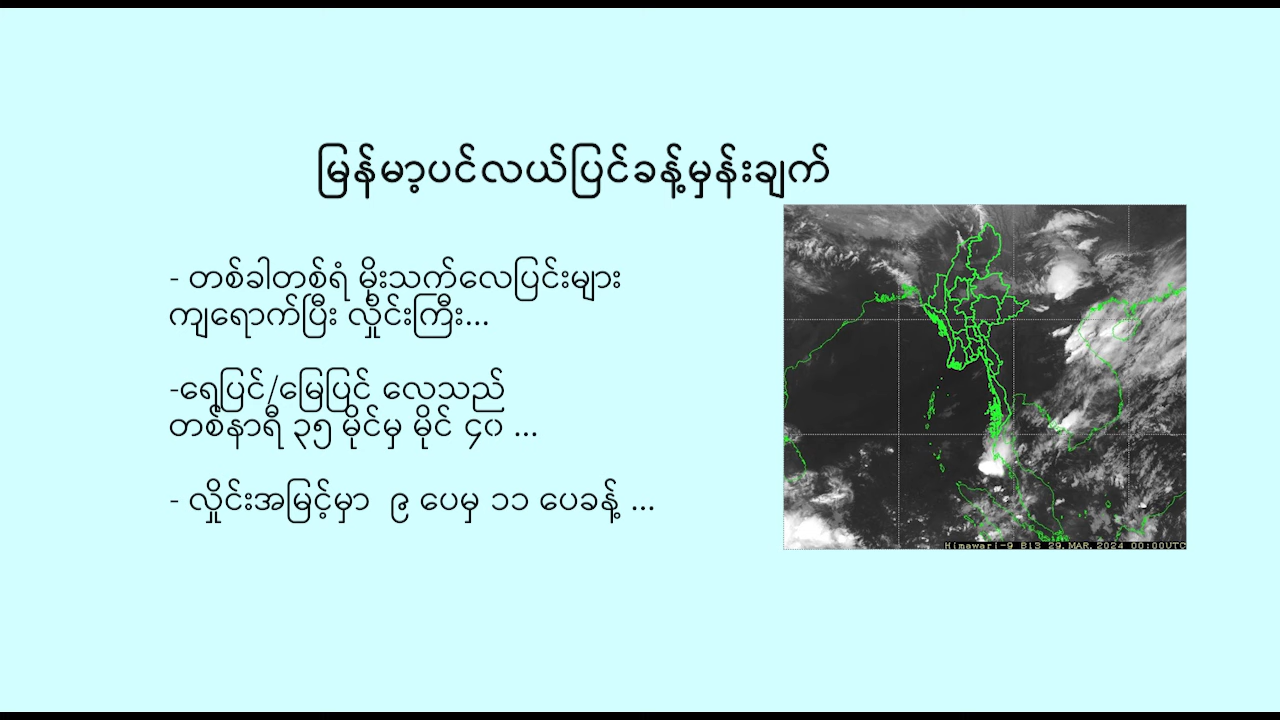 မြန်မာ့ပင်လယ်ပြင်ခန့်မှန်းချက်
- တစ်ခါတစ်ရံ မိုးသက်လေပြင်းများ
ကျရောက်ပြီး လှိုင်းကြီး...
-ရေပြင်/မြေပြင် လေသည်
တစ်နာရီ ၃၅ မိုင်မှ မိုင် ၄၀ ...
- လှိုင်းအမြင့်မှာ ၉ ပေမှ ၁၁ ပေခန့် ...
Himawari-9 B13 29.MAR.2024 00:00UTC